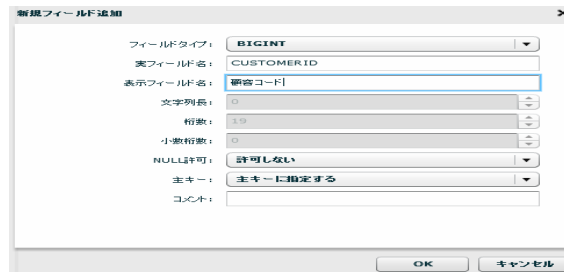 新規フィールド追加
フィールドタイプ： BIGINT
実フィールド名： CUSTOMERID
表示フィールド名： 顧客コード
文字列長： 0
桁数： 19
小数桁数： 0
NULL許可： 許可しない
主キー： 主キーに指定する
コメント：
OK キャンセル